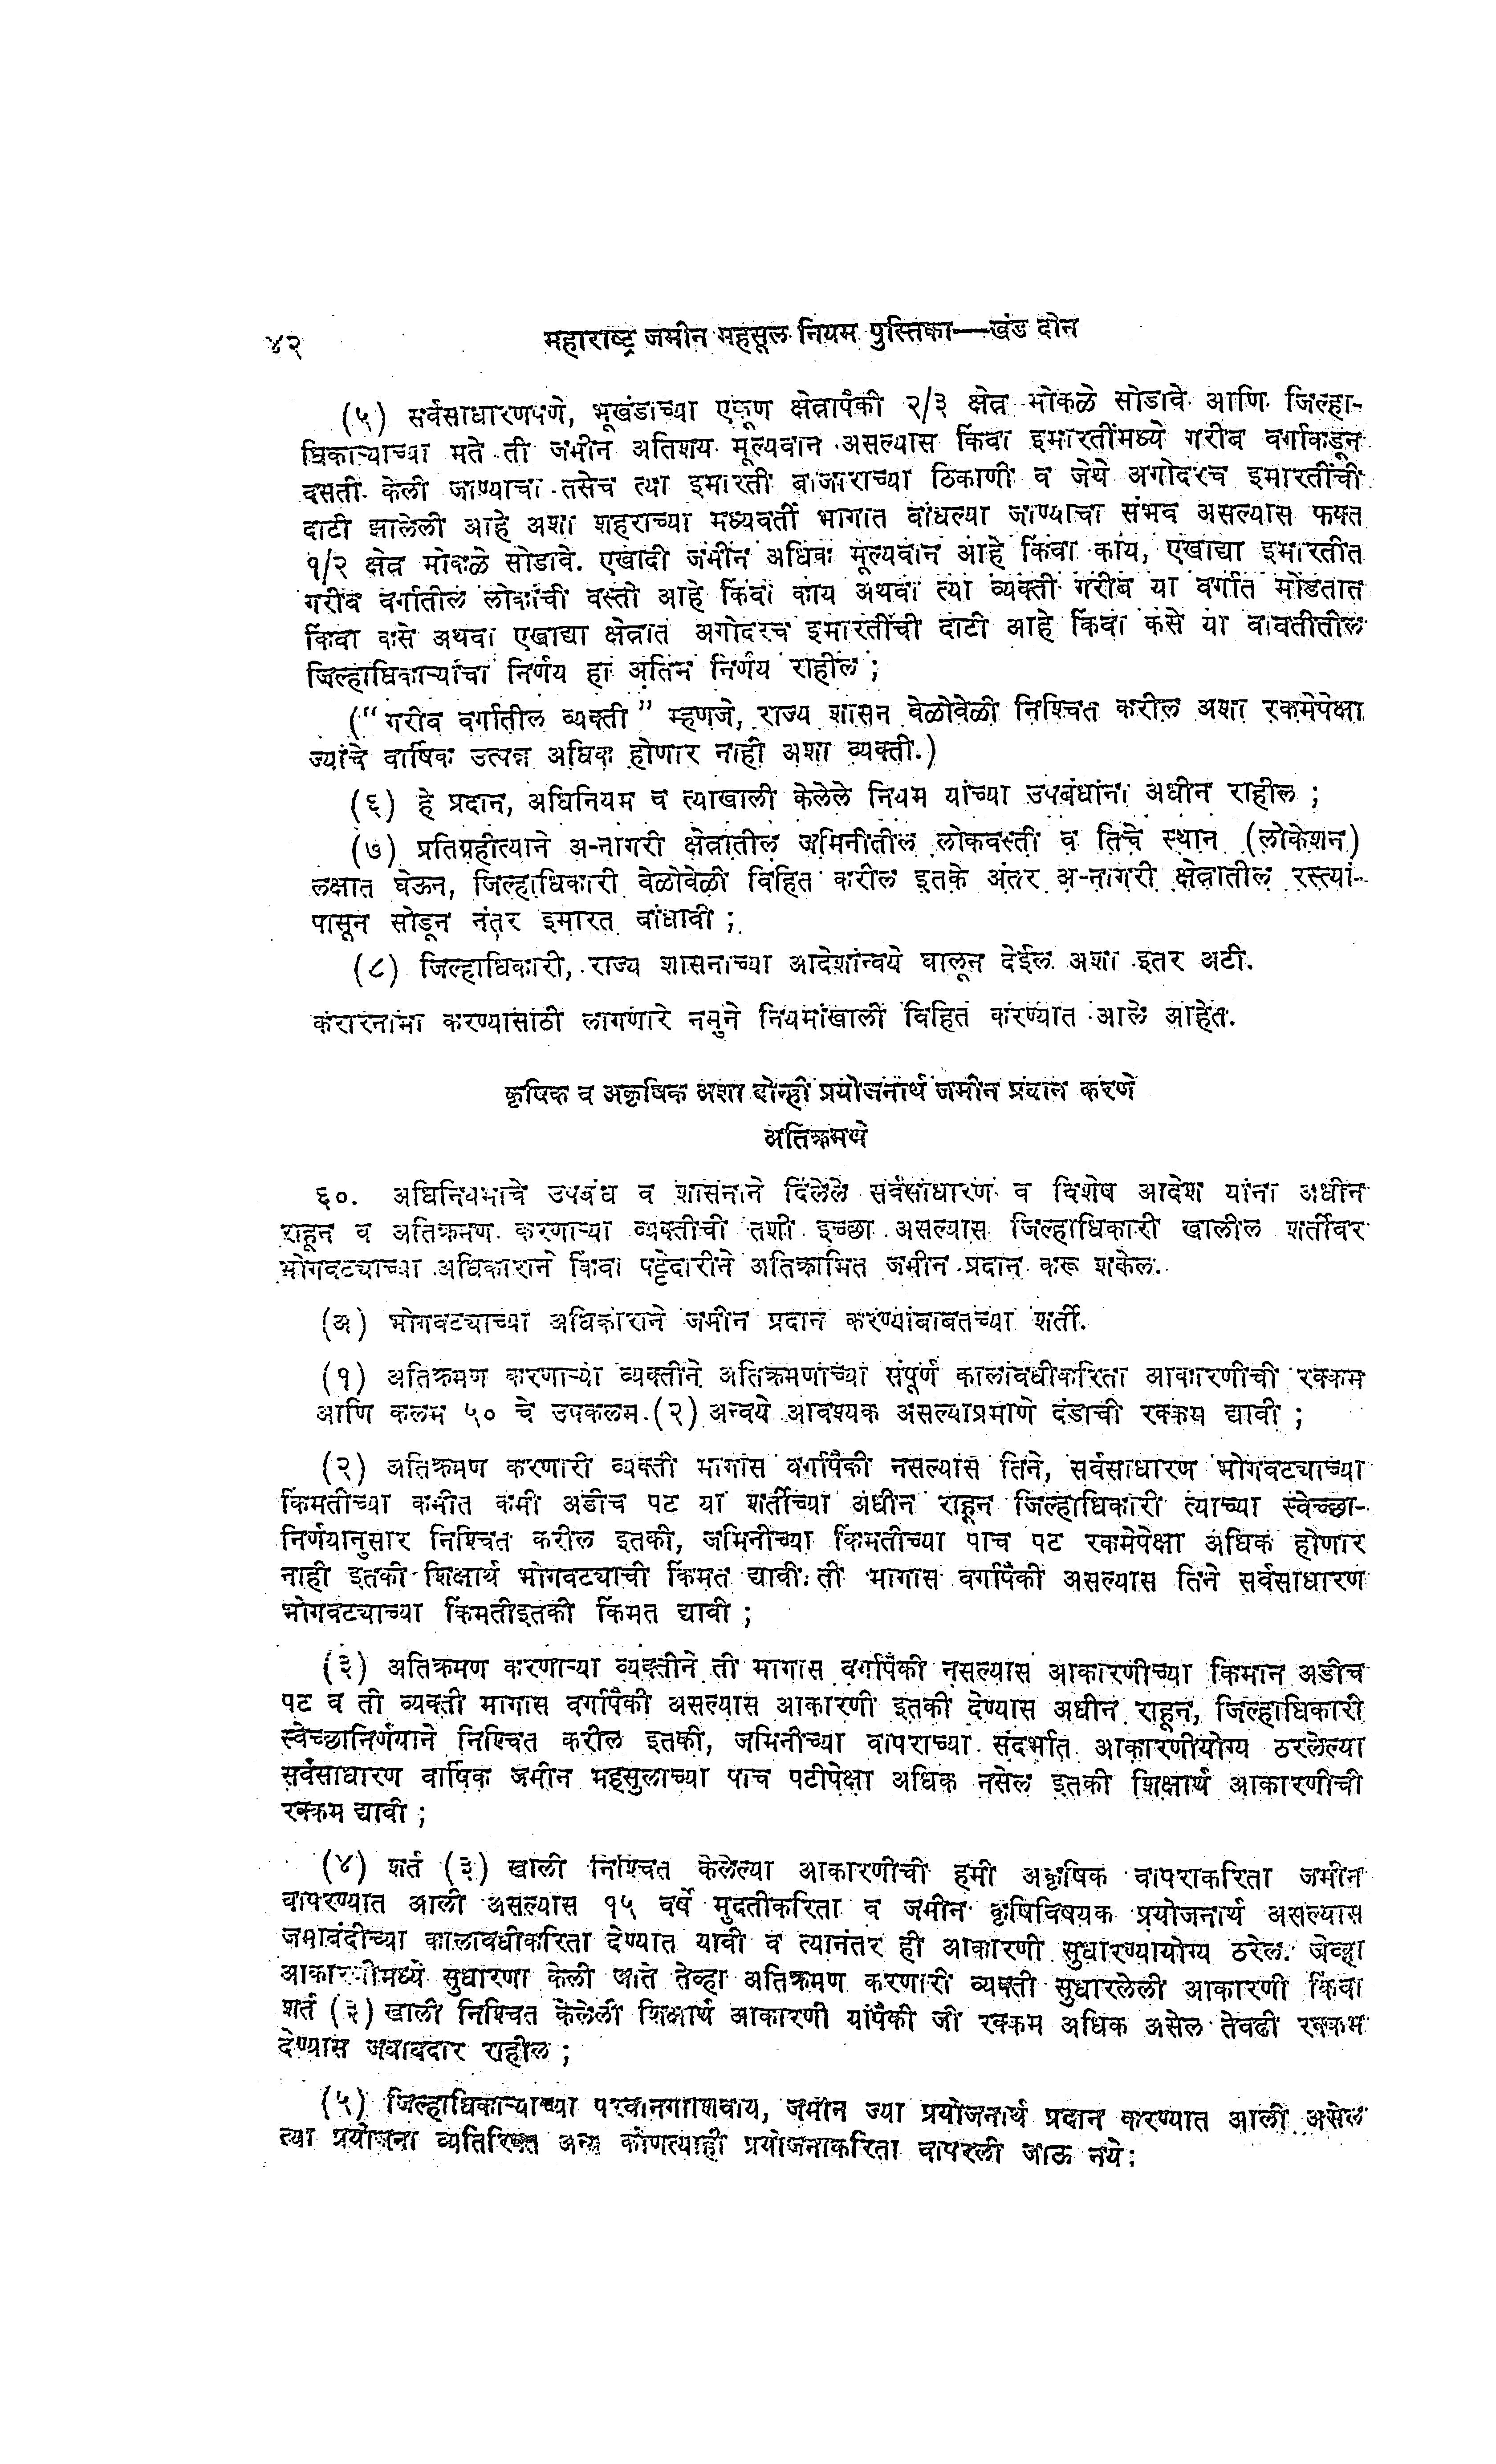 ४२ महाराष्ट्र जमीन महसूल नियम पुस्तिका—खंड दोन
(५) सर्वसाधारणपणे, भूखंडाच्या एकूण क्षेत्रापैकी २/३ क्षेत्र मोकळे सोडावे आणि जिल्हा-
धिकाऱ्याच्या मते ती जमीन अतिशय मूल्यवान असल्यास किंवा इमारतींमध्ये गरीब वर्गाकडून
वसती केली जाण्याचा तसेच त्या इमारती बाजाराच्या ठिकाणी व जेथे अगोदरच इमारतींची
दाटी झालेली आहे अशा शहराच्या मध्यवर्ती भागात बांधल्या जाण्याचा संभव असल्यास फक्त
१/२ क्षेत्र मोकळे सोडावे. एखादी जमीन अधिक मूल्यवान आहे किंवा काय, एखाद्या इमारतीत
गरीब वर्गातील लोकांची वस्ती आहे किंवा काय अथवा त्या व्यक्ती गरीब या वर्गात मोडतात
किंवा कसे अथवा एखाद्या क्षेत्रात अगोदरच इमारतींची दाटी आहे किंवा कसे या बाबतीतील
जिल्हाधिकाऱ्यांचा निर्णय हा अंतिम निर्णय राहील ;
(“गरीब वर्गातील व्यक्ती” म्हणजे, राज्य शासन वेळोवेळी निश्चित करील अशा रकमेपेक्षा
ज्यांचे वार्षिक उत्पन्न अधिक होणार नाही अशा व्यक्ती.)
(६) हे प्रदान, अधिनियम व त्याखाली केलेले नियम यांच्या उपबंधांना अधीन राहील ;
(७) प्रतिग्रहीत्याने अ-नागरी क्षेत्रातील जमिनीतील लोकवस्ती व तिचे स्थान (लोकेशन)
लक्षात घेऊन, जिल्हाधिकारी वेळोवेळी विहित करील इतके अंतर अ-नागरी क्षेत्रातील रस्त्यां-
पासून सोडून नंतर इमारत बांधावी ;
(८) जिल्हाधिकारी, राज्य शासनाच्या आदेशांन्वये घालून देईल अशा इतर अटी.
करारनामा करण्यासाठी लागणारे नमुने नियमांखाली विहित करण्यात आले आहेत.
कृषिक व अकृषिक अशा दोन्ही प्रयोजनार्थ जमीन प्रदान करणे
अतिक्रमणे
६०. अधिनियमाचे उपबंध व शासनाने दिलेले सर्वसाधारण व विशेष आदेश यांना अधीन
राहून व अतिक्रमण करणाऱ्या व्यक्तीची तशी इच्छा असल्यास जिल्हाधिकारी खालील शर्तीवर
भोगवट्याच्या अधिकाराने किंवा पट्टेदारीने अतिक्रामित जमीन प्रदान करू शकेल.
(अ) भोगवट्याच्या अधिकाराने जमीन प्रदान करण्यांबाबतच्या शर्ती.
(१) अतिक्रमण करणाऱ्या व्यक्तीने अतिक्रमणाच्या संपूर्ण कालावधीकरिता आकारणीची रक्कम
आणि कलम ५० चे उपकलम (२) अन्वये आवश्यक असल्याप्रमाणे दंडाची रक्कम द्यावी ;
(२) अतिक्रमण करणारी व्यक्ती मागास वर्गापैकी नसल्यास तिने, सर्वसाधारण भोगवट्याच्या
किंमतीच्या कमीत कमी अडीच पट या शर्तीच्या अधीन राहून जिल्हाधिकारी त्याच्या स्वेच्छा-
निर्णयानुसार निश्चित करील इतकी, जमिनीच्या किंमतीच्या पाच पट रकमेपेक्षा अधिक होणार
नाही इतकी शिक्षार्थ भोगवट्याची किंमत द्यावी. ती मागास वर्गापैकी असल्यास तिने सर्वसाधारण
भोगवट्याच्या किंमतीइतकी किंमत द्यावी ;
(३) अतिक्रमण करणाऱ्या व्यक्तीने ती मागास वर्गापैकी नसल्यास आकारणीच्या किमान अडीच
पट व ती व्यक्ती मागास वर्गापैकी असल्यास आकारणी इतकी देण्यास अधीन राहून, जिल्हाधिकारी
स्वेच्छानिर्णयाने निश्चित करील इतकी, जमिनीच्या वापराच्या संदर्भात आकारणीयोग्य ठरलेल्या
सर्वसाधारण वार्षिक जमीन महसुलाच्या पाच पटीपेक्षा अधिक नसेल इतकी शिक्षार्थ आकारणीची
रक्कम द्यावी ;
(४) शर्त (३) खाली निश्चित केलेल्या आकारणीची हमी अकृषिक वापराकरिता जमीन
वापरण्यात आली असल्यास १५ वर्षे मुदतीकरिता व जमीन कृषिविषयक प्रयोजनार्थ असल्यास
जमाबंदीच्या कालावधीकरिता देण्यात यावी व त्यानंतर ही आकारणी सुधारण्यायोग्य ठरेल. जेव्हा
आकारणीमध्ये सुधारणा केली जाते तेव्हा अतिक्रमण करणारी व्यक्ती सुधारलेली आकारणी किंवा
शर्त (३) खाली निश्चित केलेली शिक्षार्थ आकारणी यांपैकी जी रक्कम अधिक असेल तेवढी रक्कम
देण्यास जबाबदार राहील ;
(५) जिल्हाधिकाऱ्याच्या परवानगीशिवाय, जमीन ज्या प्रयोजनार्थ प्रदान करण्यात आली असेल
त्या प्रयोजना व्यतिरिक्त अन्य कोणत्याही प्रयोजनाकरिता वापरली जाऊ नये;